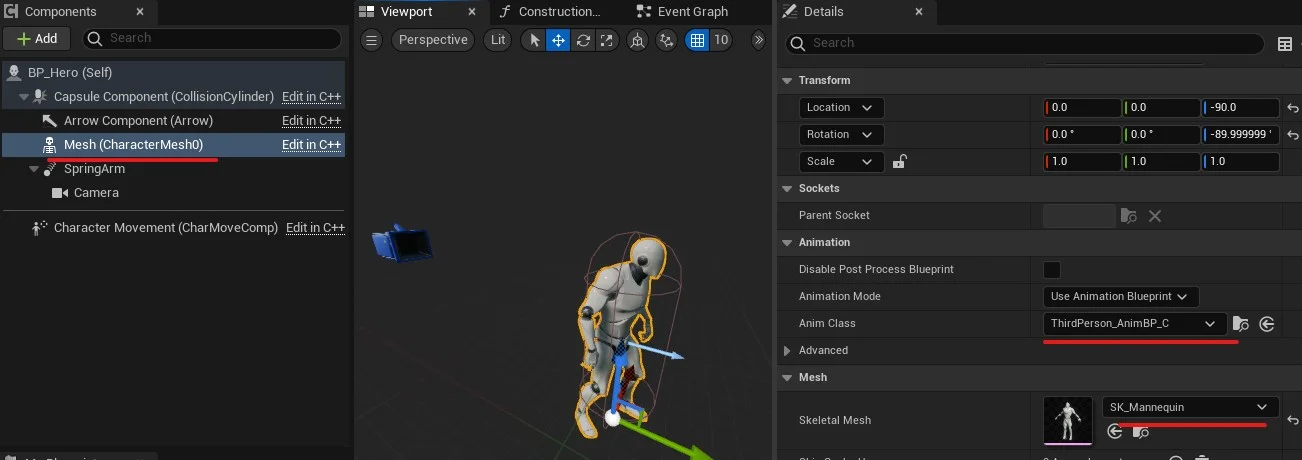 Components
Add
Search
BP_Hero (Self)
Capsule Component (CollisionCylinder) Edit in C++
Arrow Component (Arrow) Edit in C++
Mesh (CharacterMesh0) Edit in C++
SpringArm
Camera
Character Movement (CharMoveComp) Edit in C++
Viewport
Construction...
Event Graph
Perspective
Lit
10
Details
Search
Transform
Location 0.0 0.0 -90.0
Rotation 0.0 ° 0.0 ° -89.999999 °
Scale 1.0 1.0 1.0
Sockets
Parent Socket
Animation
Disable Post Process Blueprint
Animation Mode Use Animation Blueprint
Anim Class ThirdPerson_AnimBP_C
Advanced
Mesh
Skeletal Mesh SK_Mannequin